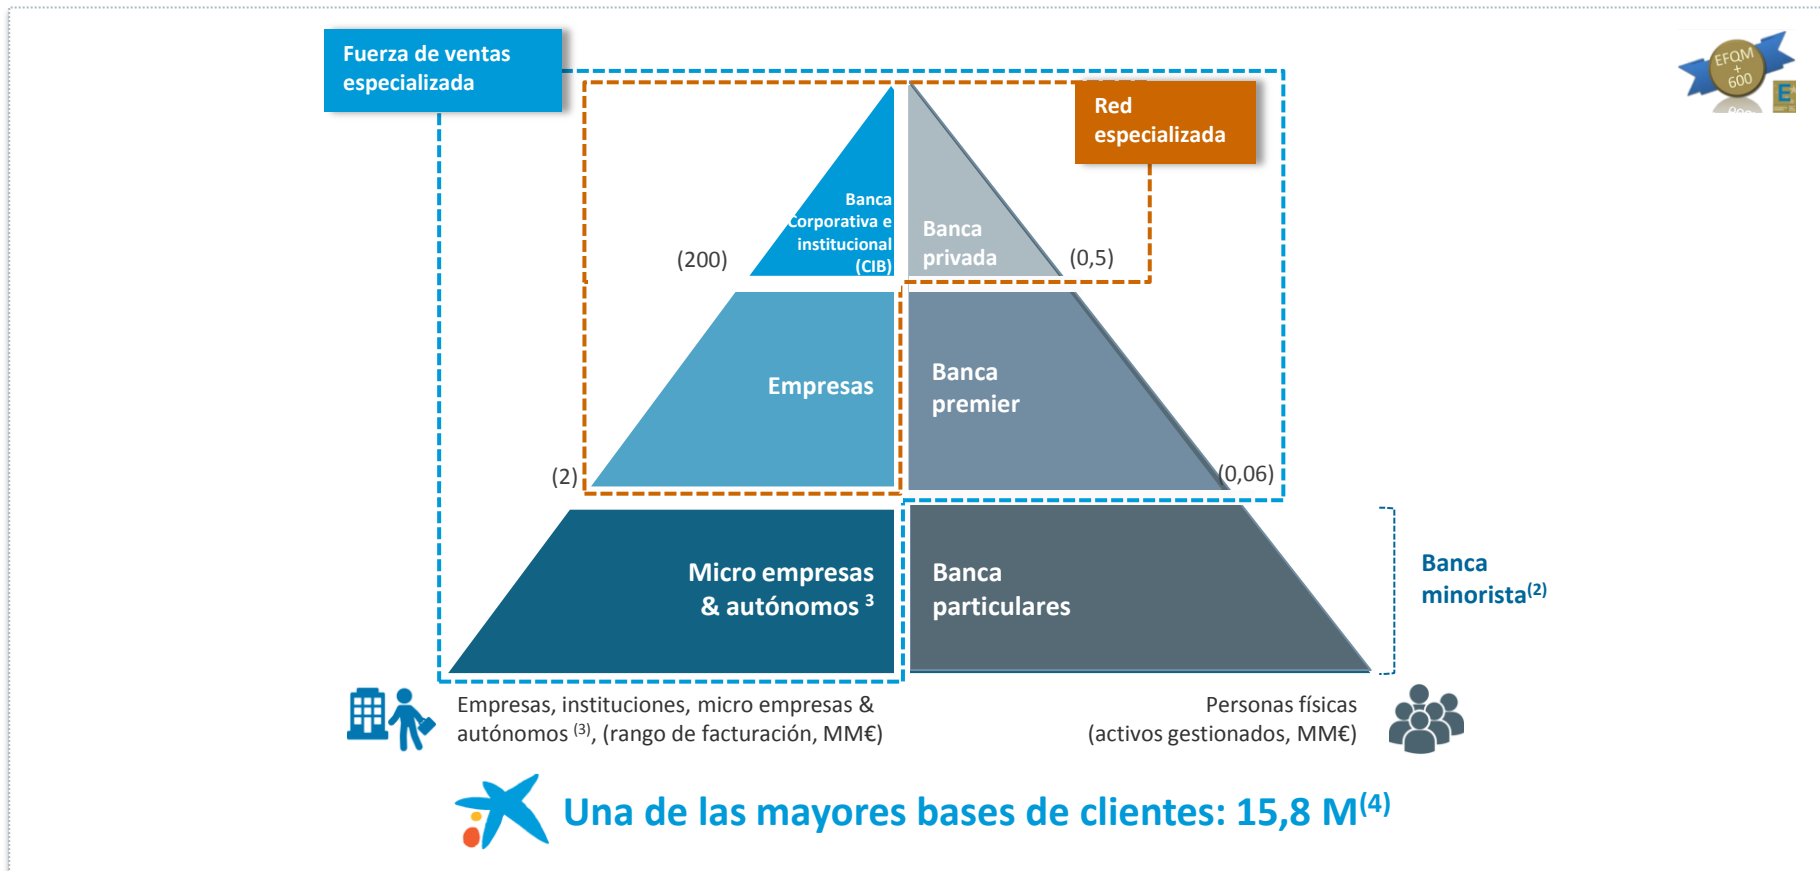 Fuerza de ventas
especializada
EFQM
+
600
E
Red
especializada
Banca
Corporativa e
institucional
(CIB)
Banca
privada
(200)
(0,5)
Empresas
Banca
premier
(2)
(0,06)
Micro empresas
& autónomos 3
Banca
particulares
Banca
minorista(2)
Empresas, instituciones, micro empresas &
autónomos (3), (rango de facturación, MM€)
Personas físicas
(activos gestionados, MM€)
Una de las mayores bases de clientes: 15,8 M(4)